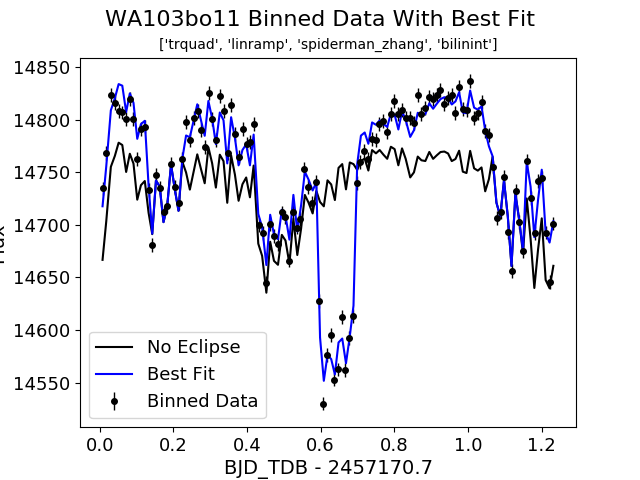 WA103bo11 Binned Data With Best Fit
['trquad', 'linramp', 'spiderman_zhang', 'bilinint']
14850
14800
14750
14700
14650
14600
14550
Flux
No Eclipse
Best Fit
Binned Data
0.0 0.2 0.4 0.6 0.8 1.0 1.2
BJD_TDB - 2457170.7